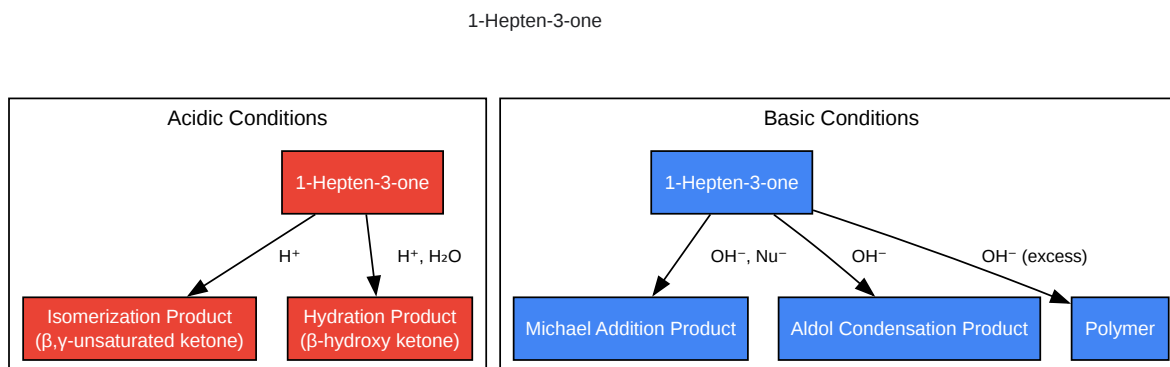 1-Hepten-3-one
Acidic Conditions
1-Hepten-3-one
H⁺
H⁺, H₂O
Isomerization Product
(β,γ-unsaturated ketone)
Hydration Product
(β-hydroxy ketone)
Basic Conditions
1-Hepten-3-one
OH⁻, Nu⁻
OH⁻
OH⁻ (excess)
Michael Addition Product
Aldol Condensation Product
Polymer